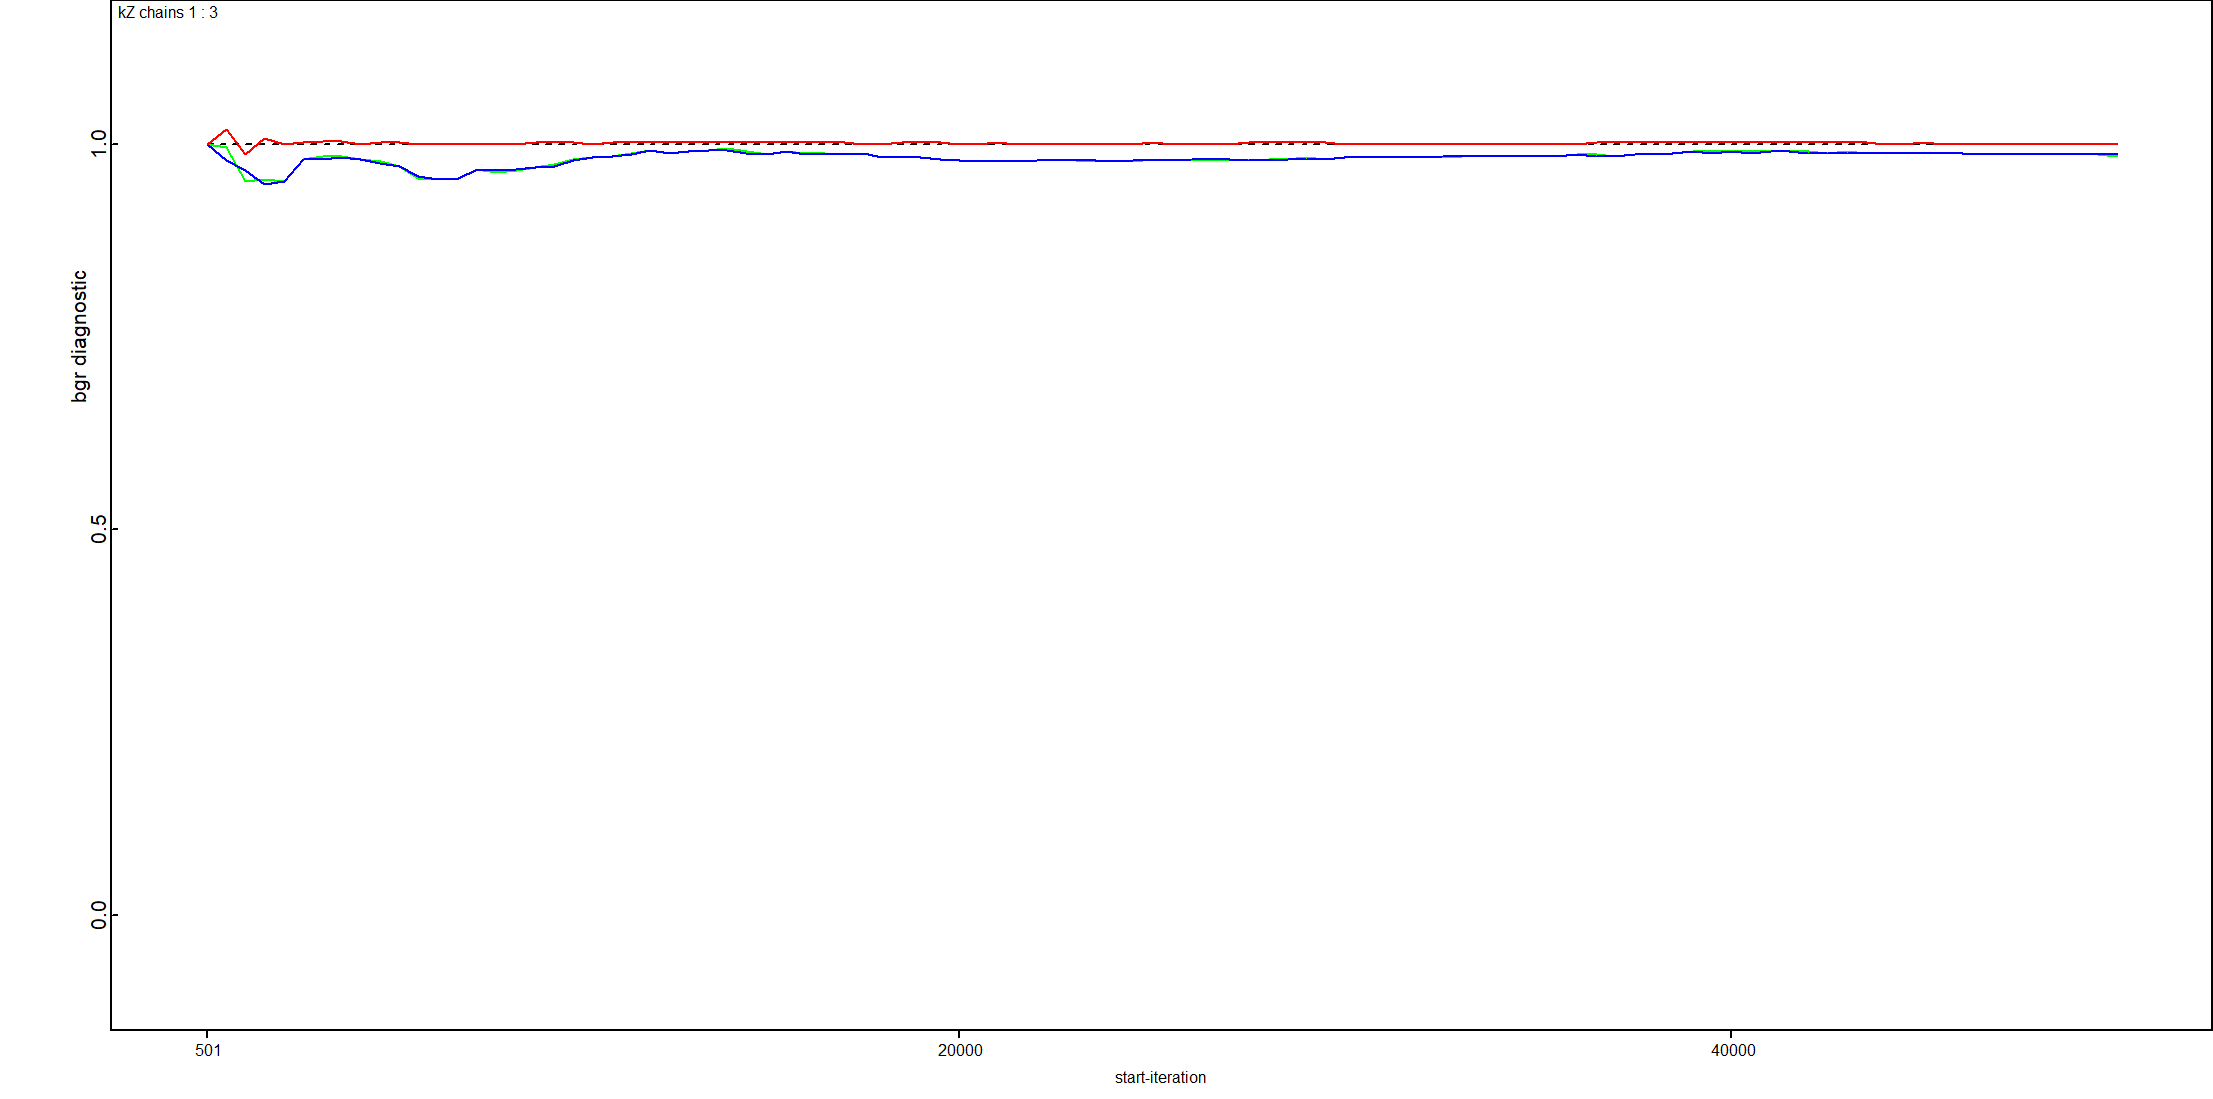 kZ chains 1 : 3
bgr diagnostic
1.0
0.5
0.0
501
20000
40000
start-iteration